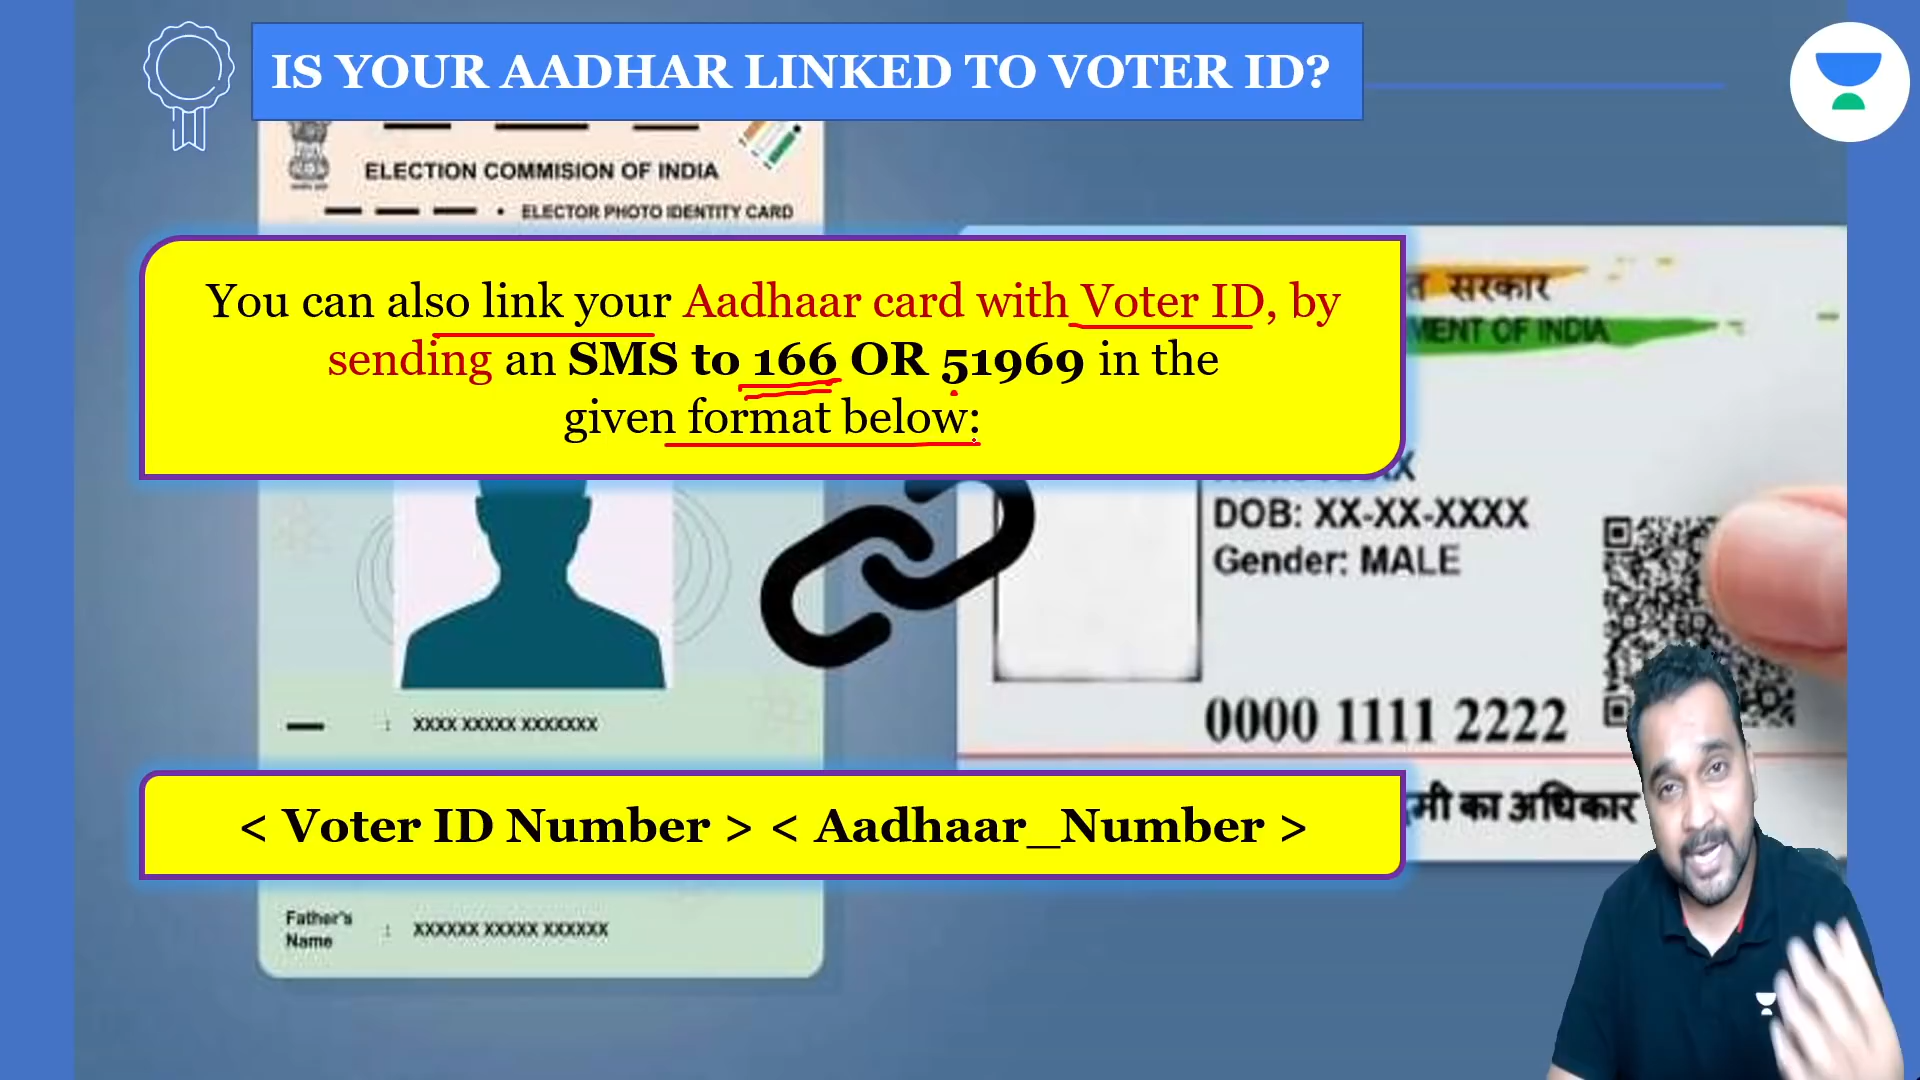 IS YOUR AADHAR LINKED TO VOTER ID?
ELECTION COMMISION OF INDIA
ELECTOR PHOTO IDENTITY CARD
You can also link your Aadhaar card with Voter ID, by
sending an SMS to 166 OR 51969 in the
given format below:
सरकार
MENT OF INDIA
DOB: XX-XX-XXXX
Gender: MALE
0000 1111 2222
: XXXX XXXXX XXXXXXX
< Voter ID Number > < Aadhaar_Number >
मी का अधिकार
Father's
Name : XXXXXX XXXXX XXXXXX